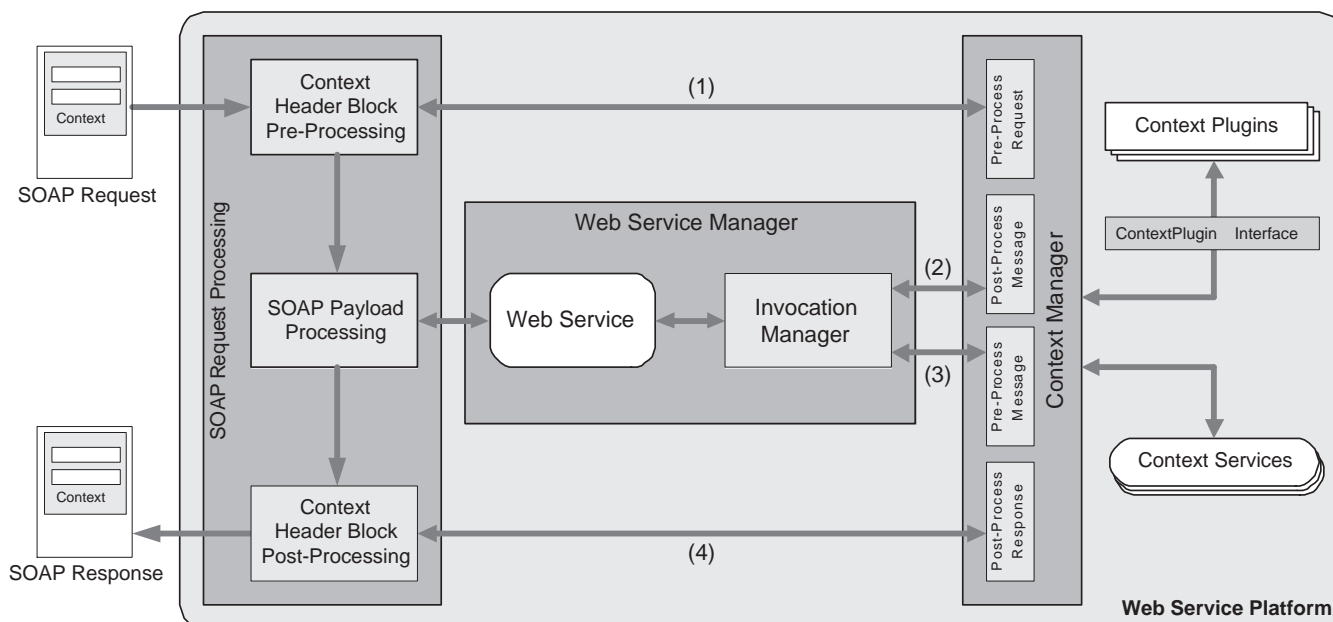 Context
SOAP Request
SOAP Request Processing
Context
Header Block
Pre-Processing
(1)
Pre-Process
Request
Context Plugins
ContextPlugin Interface
Web Service Manager
SOAP Payload
Processing
Web Service
Invocation
Manager
(2)
(3)
Post-Process
Message
Pre-Process
Message
Context Manager
Context Services
Context
SOAP Response
Context
Header Block
Post-Processing
(4)
Post-Process
Response
Web Service Platform